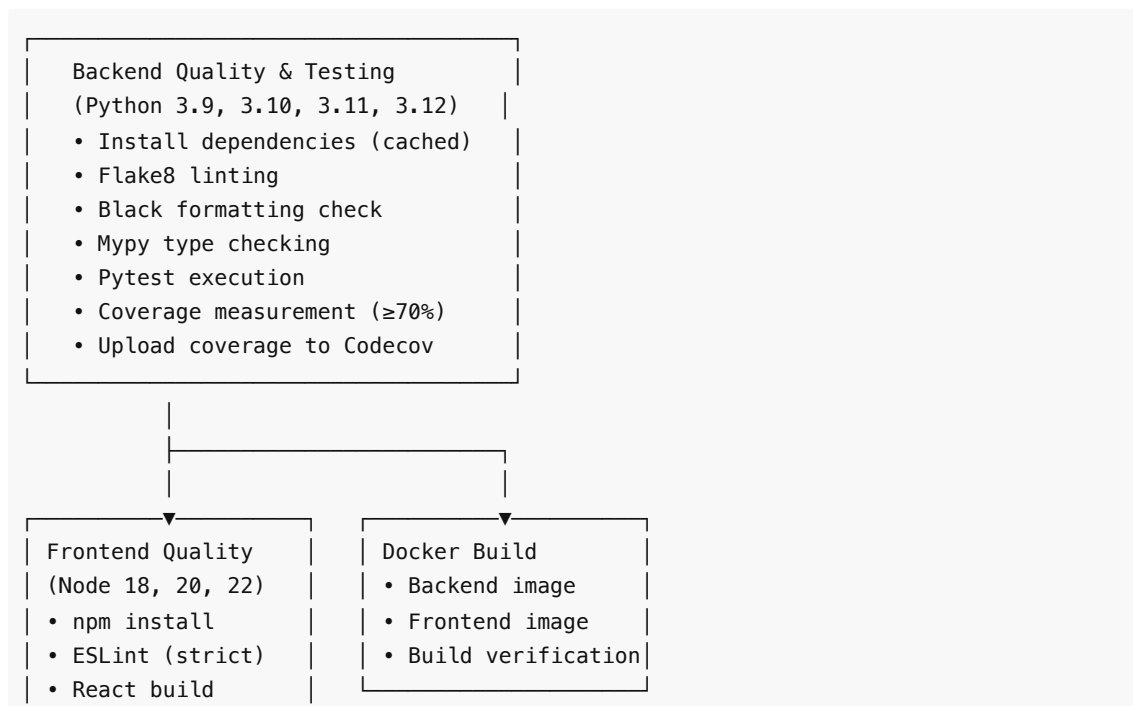 Backend Quality & Testing
(Python 3.9, 3.10, 3.11, 3.12)
• Install dependencies (cached)
• Flake8 linting
• Black formatting check
• Mypy type checking
• Pytest execution
• Coverage measurement (≥70%)
• Upload coverage to Codecov
Frontend Quality
(Node 18, 20, 22)
• npm install
• ESLint (strict)
• React build
Docker Build
• Backend image
• Frontend image
• Build verification